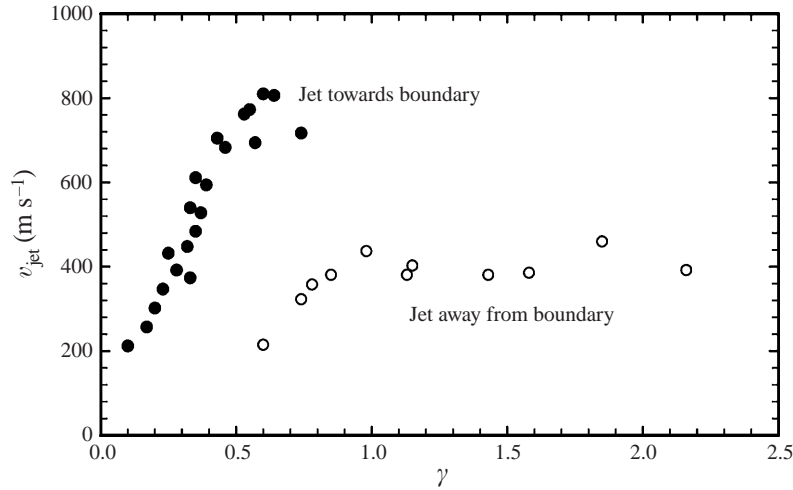 1000
800
600
400
200
0
v_jet (m s⁻¹)
Jet towards boundary
Jet away from boundary
0.0 0.5 1.0 1.5 2.0 2.5
γ